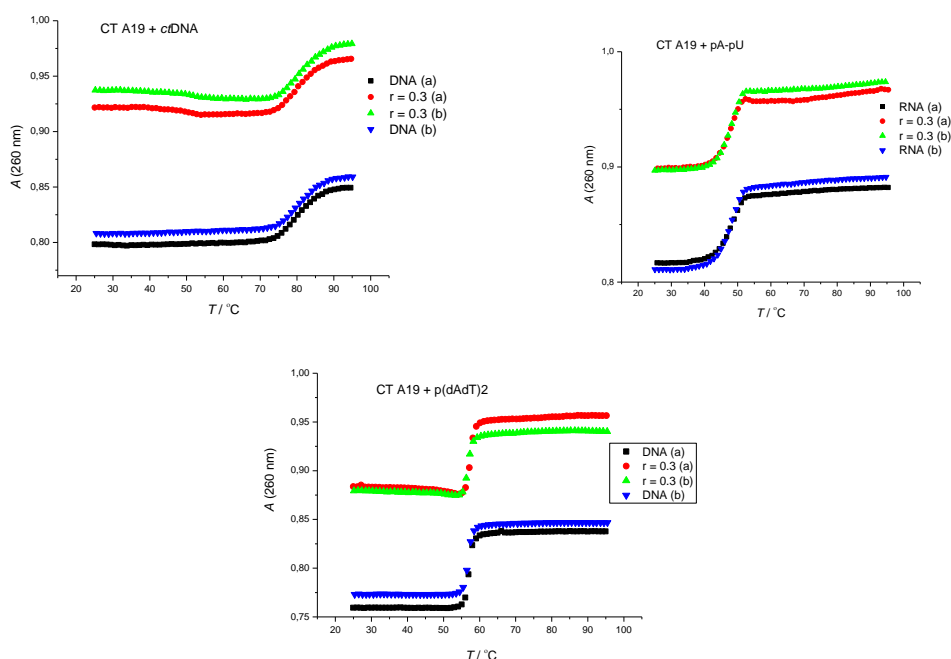 CT A19 + ctDNA
1,00
0,95
0,90
0,85
0,80
A (260 nm)
DNA (a)
r = 0.3 (a)
r = 0.3 (b)
DNA (b)
20 30 40 50 60 70 80 90 100
T / °C
CT A19 + pA-pU
1,0
0,9
0,8
A (260 nm)
RNA (a)
r = 0.3 (a)
r = 0.3 (b)
RNA (b)
20 30 40 50 60 70 80 90 100
T / °C
CT A19 + p(dAdT)2
1,00
0,95
0,90
0,85
0,80
0,75
A (260 nm)
DNA (a)
r = 0.3 (a)
r = 0.3 (b)
DNA (b)
20 30 40 50 60 70 80 90 100
T / °C